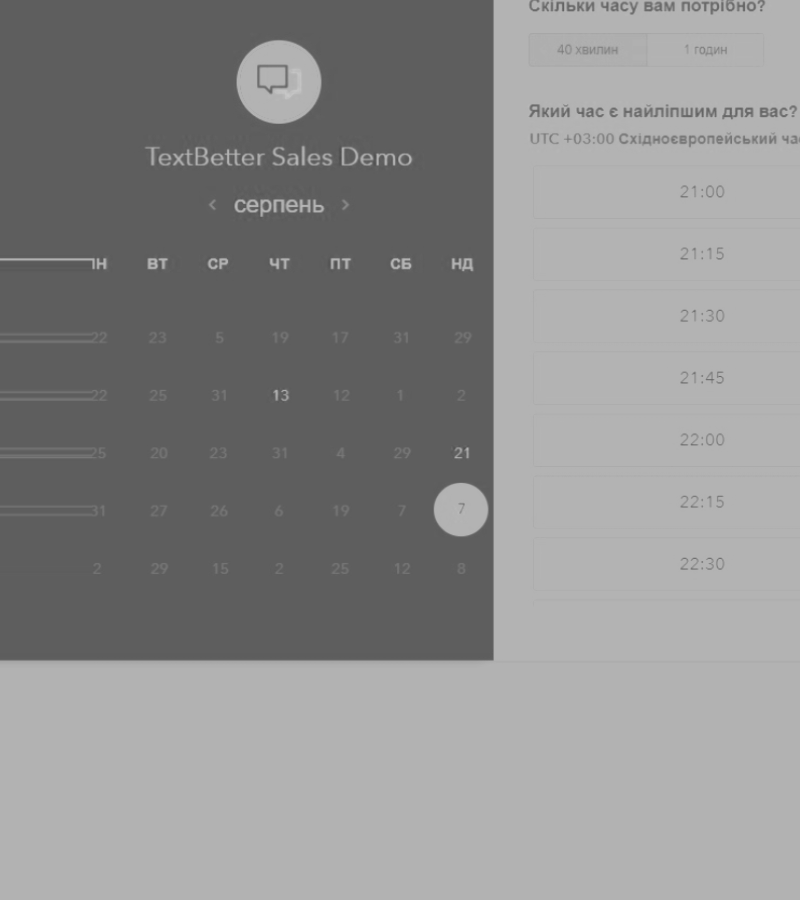 TextBetter Sales Demo
серпень
ВТ СР ЧТ ПТ СБ НД
22 23 5 19 17 31 29
22 25 31 13 12 1 2
25 20 23 31 4 29 21
31 27 26 6 19 7 7
2 29 15 2 25 12 8
Скільки часу вам потрібно?
40 хвилин 1 годин
Який час є найліпшим для вас?
UTC +03:00 Східноєвропейський
21:00
21:15
21:30
21:45
22:00
22:15
22:30